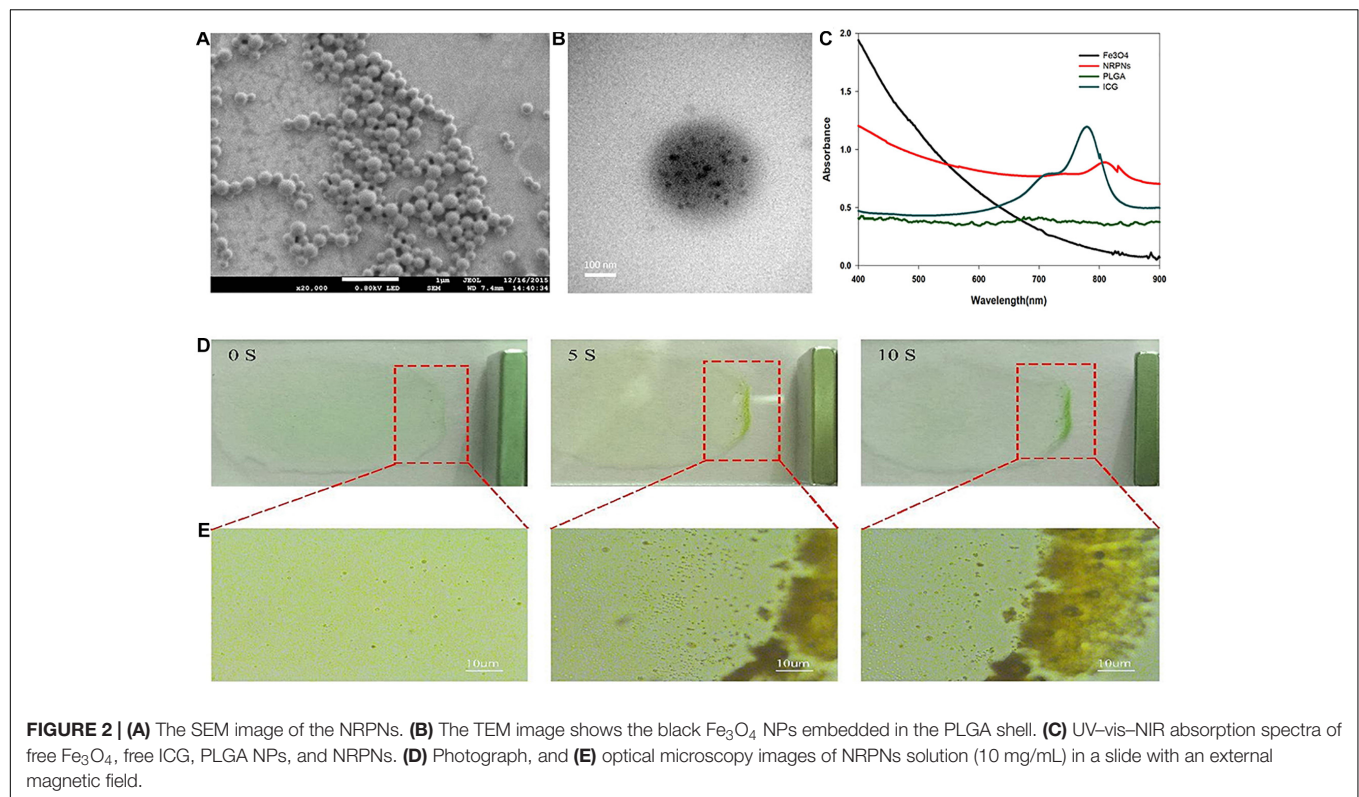 A
B
C
x20,000 0.80kV LED SEM 1μm JEOL 12/16/2015
WD 7.4mm 14:40:34
100 nm
2.0
1.5
1.0
0.5
0.0
Absorbance
Fe3O4
NRPNs
PLGA
ICG
400 500 600 700 800 900
Wavelength(nm)
D
0 S
5 S
10 S
E
10um
10um
10um
FIGURE 2 | (A) The SEM image of the NRPNs. (B) The TEM image shows the black Fe₃O₄ NPs embedded in the PLGA shell. (C) UV–vis–NIR absorption spectra of
free Fe₃O₄, free ICG, PLGA NPs, and NRPNs. (D) Photograph, and (E) optical microscopy images of NRPNs solution (10 mg/mL) in a slide with an external
magnetic field.